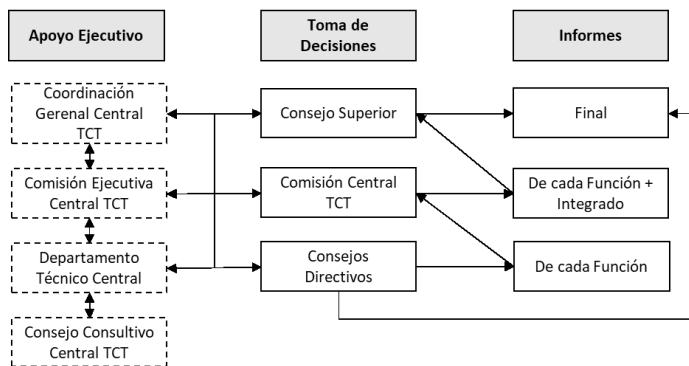 Apoyo Ejecutivo
Toma de
Decisiones
Informes
Coordinación
Gerenal Central
TCT
Consejo Superior
Final
Comisión Ejecutiva
Central TCT
Comisión Central
TCT
De cada Función +
Integrado
Departamento
Técnico Central
Consejos
Directivos
De cada Función
Consejo Consultivo
Central TCT